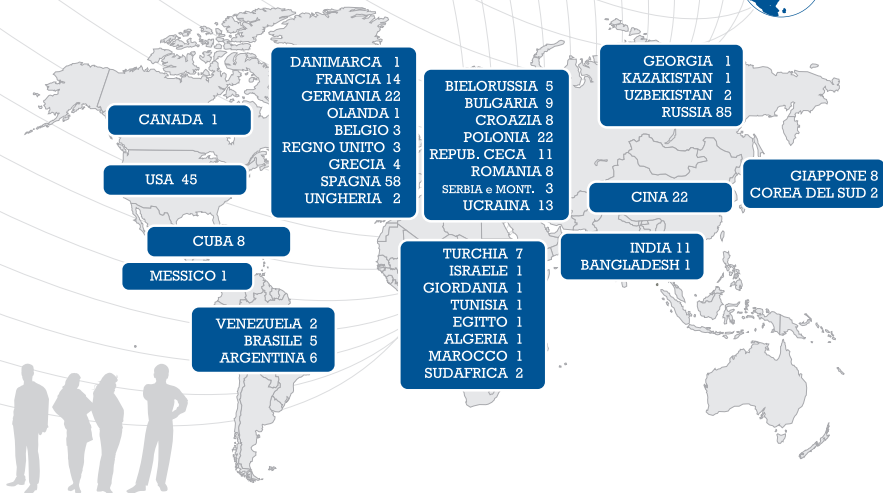 CANADA 1
USA 45
CUBA 8
MESSICO 1
VENEZUELA 2
BRASILE 5
ARGENTINA 6
DANIMARCA 1
FRANCIA 14
GERMANIA 22
OLANDA 1
BELGIO 3
REGNO UNITO 3
GRECIA 4
SPAGNA 58
UNGHERIA 2
BIELORUSSIA 5
BULGARIA 9
CROAZIA 8
POLONIA 22
REPUB. CECA 11
ROMANIA 8
SERBIA e MONT. 3
UCRAINA 13
TURCHIA 7
ISRAELE 1
GIORDANIA 1
TUNISIA 1
EGITTO 1
ALGERIA 1
MAROCCO 1
SUDAFRICA 2
GEORGIA 1
KAZAKISTAN 1
UZBEKISTAN 2
RUSSIA 85
CINA 22
INDIA 11
BANGLADESH 1
GIAPPONE 8
COREA DEL SUD 2